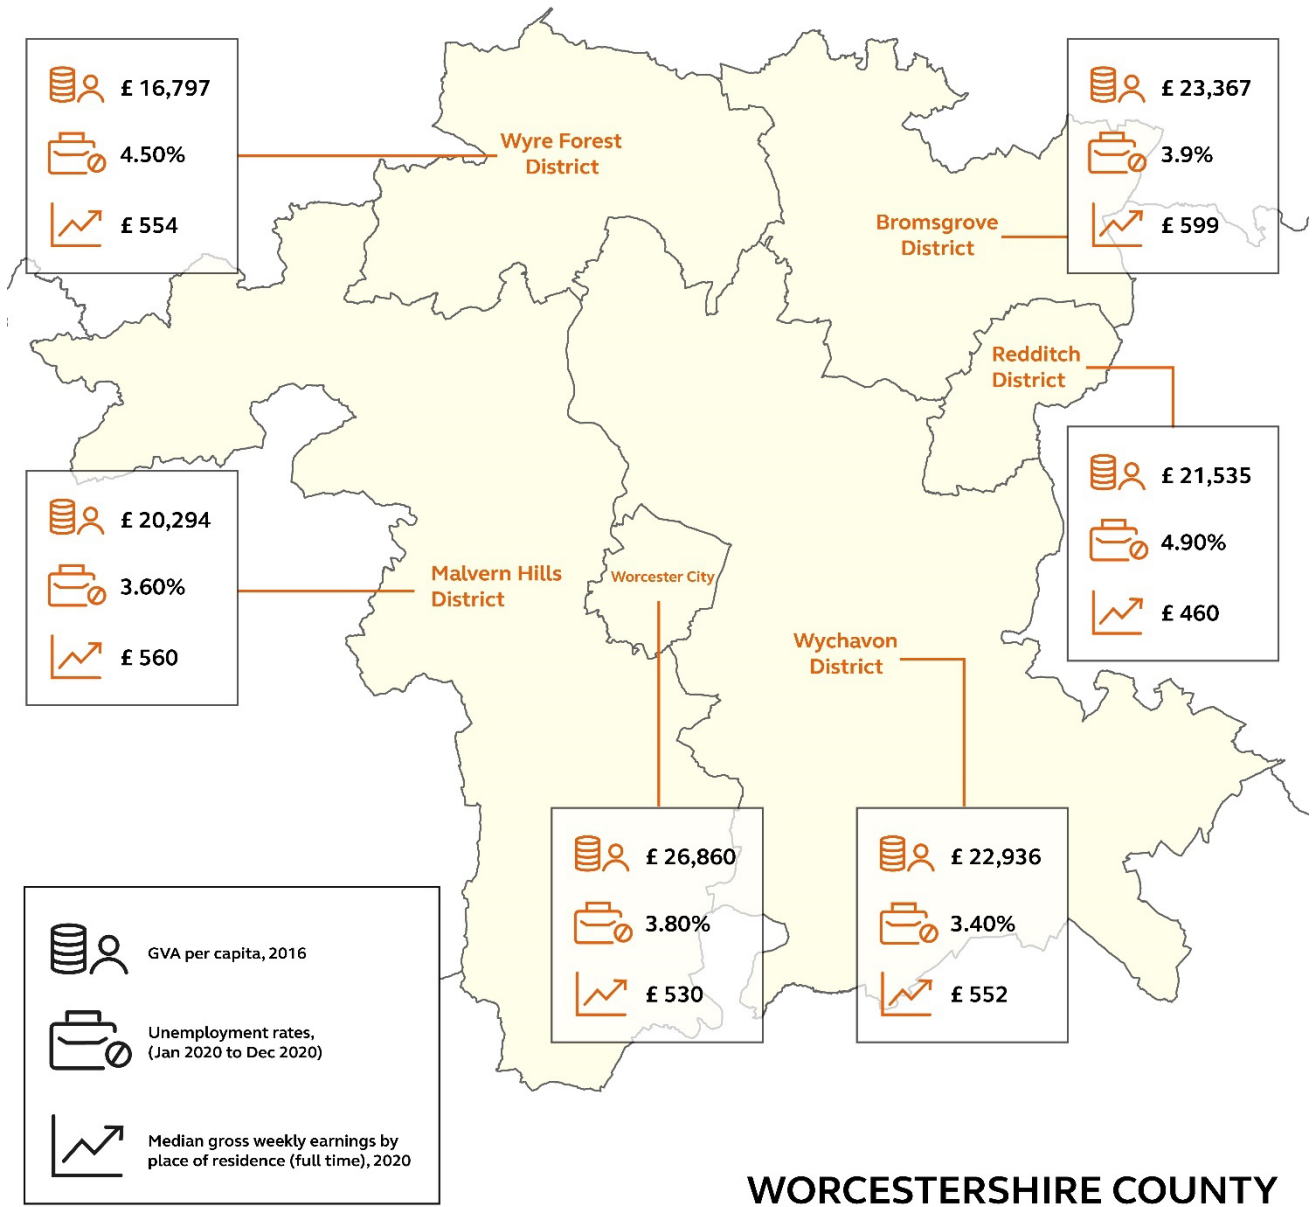 £ 16,797
4.50%
£ 554
Wyre Forest
District
£ 23,367
3.9%
£ 599
Bromsgrove
District
Redditch
District
£ 21,535
4.90%
£ 460
£ 20,294
3.60%
£ 560
Malvern Hills
District
Worcester City
Wychavon
District
£ 26,860
3.80%
£ 530
£ 22,936
3.40%
£ 552
GVA per capita, 2016
Unemployment rates,
(Jan 2020 to Dec 2020)
Median gross weekly earnings by
place of residence (full time), 2020
WORCESTERSHIRE COUNTY